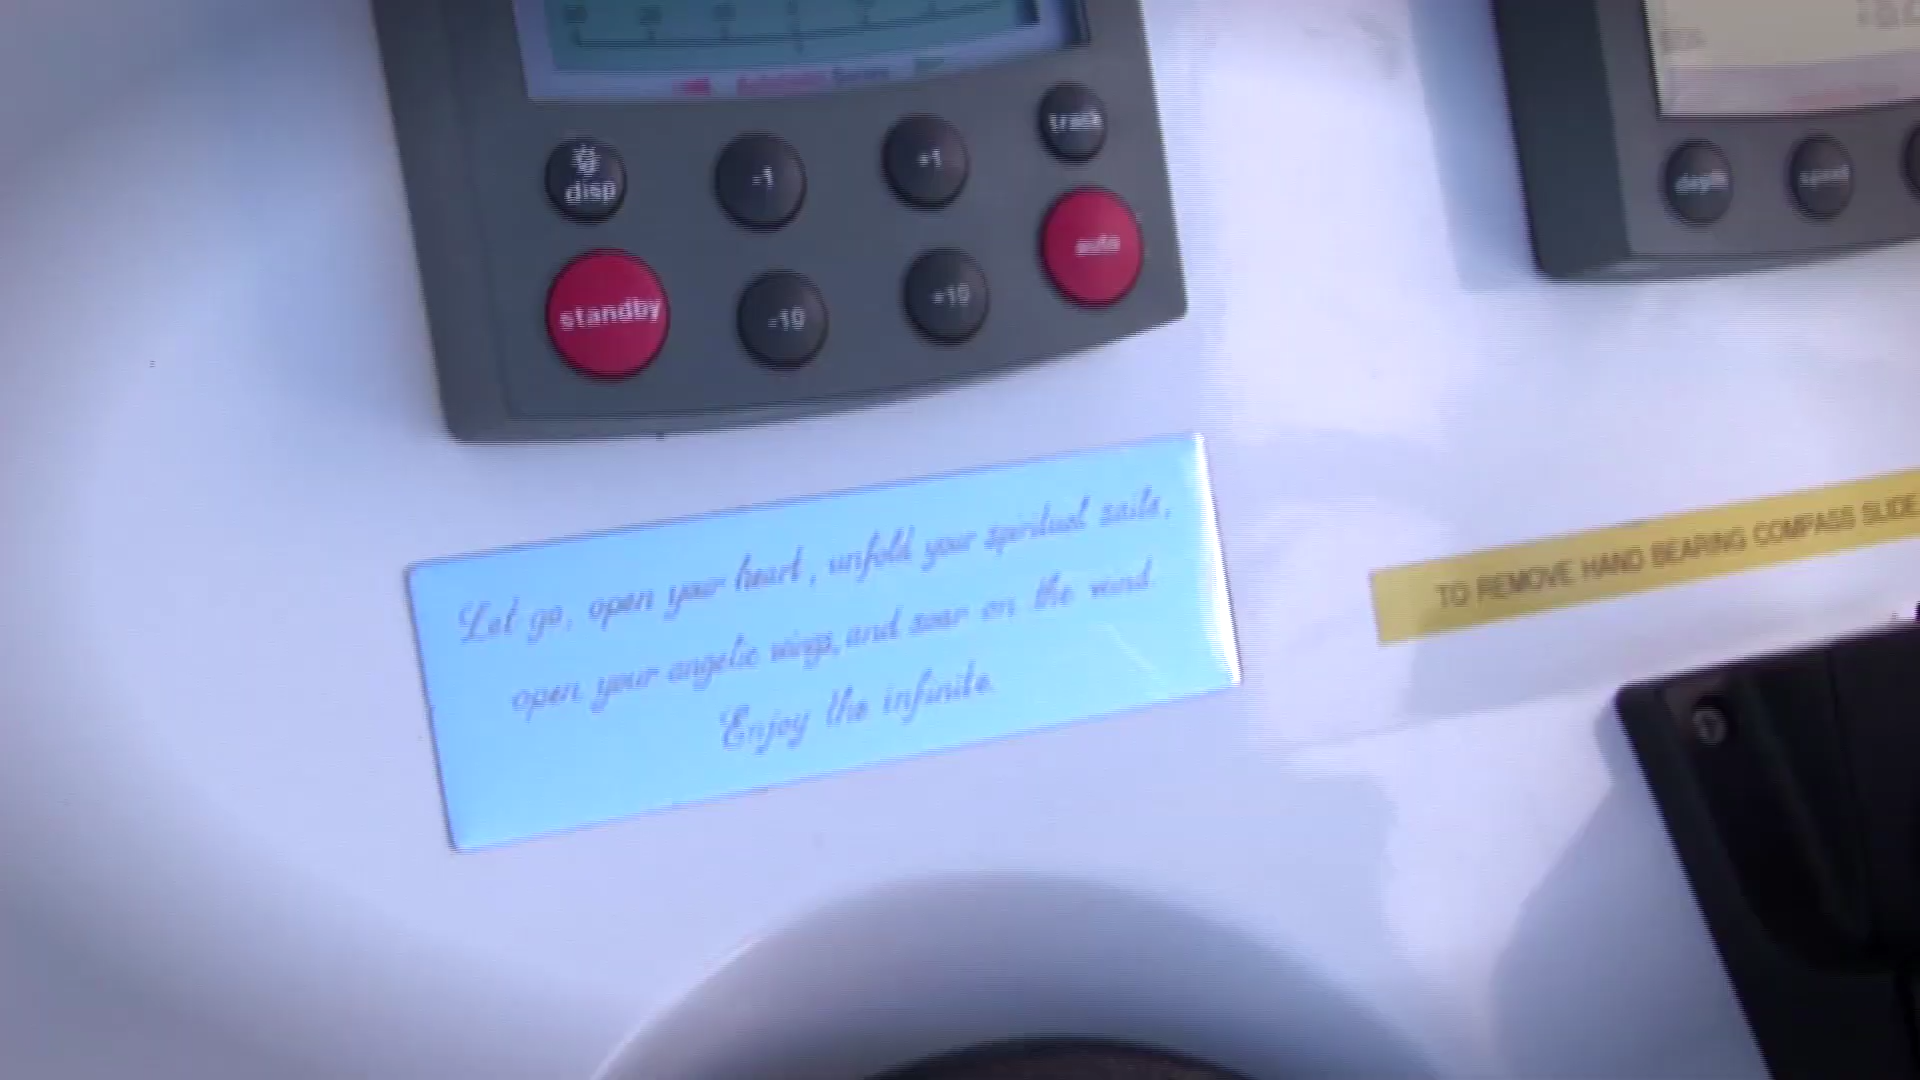 disp
-1
+1
track
standby
-10
+10
auto
depth
speed
Let go, open your heart, unfold your spiritual sails,
open your angelic wings, and soar on the wind.
Enjoy the infinite.
TO REMOVE HAND BEARING COMPASS SLIDE